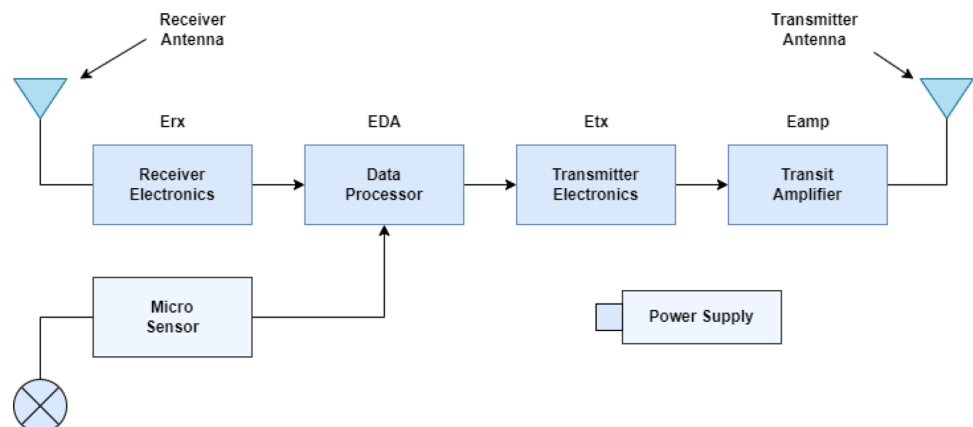 Receiver
Antenna
Transmitter
Antenna
Erx
EDA
Etx
Eamp
Receiver
Electronics
Data
Processor
Transmitter
Electronics
Transit
Amplifier
Micro
Sensor
Power Supply